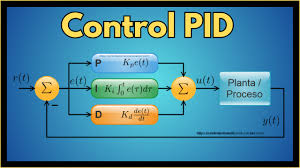 Control PID
P K_p e(t)
r(t) e(t) I K_i ∫₀ᵗ e(τ)dτ u(t) Planta /
Proceso
D K_d de(t)/dt
y(t)